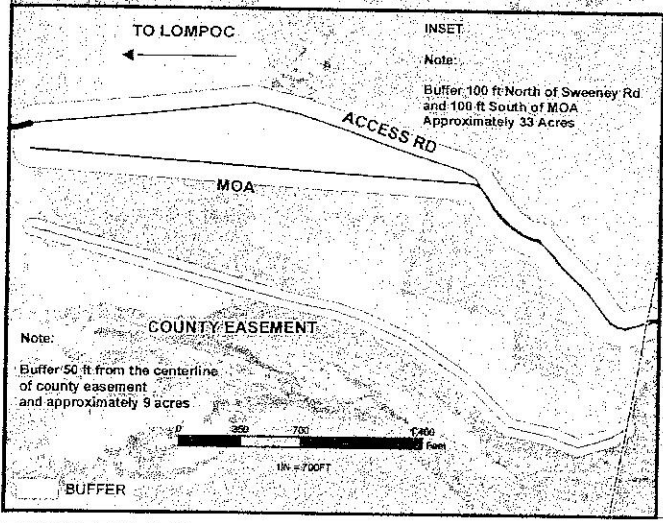 TO LOMPOC
INSET
Note:
Buffer 100 ft North of Sweeney Rd
and 100 ft South of MOA
Approximately 33 Acres
ACCESS RD
MOA
COUNTY EASEMENT
Note:
Buffer 50 ft from the centerline
of county easement
and approximately 9 acres
0 350 700 1,400
Feet
1IN = 700FT
BUFFER